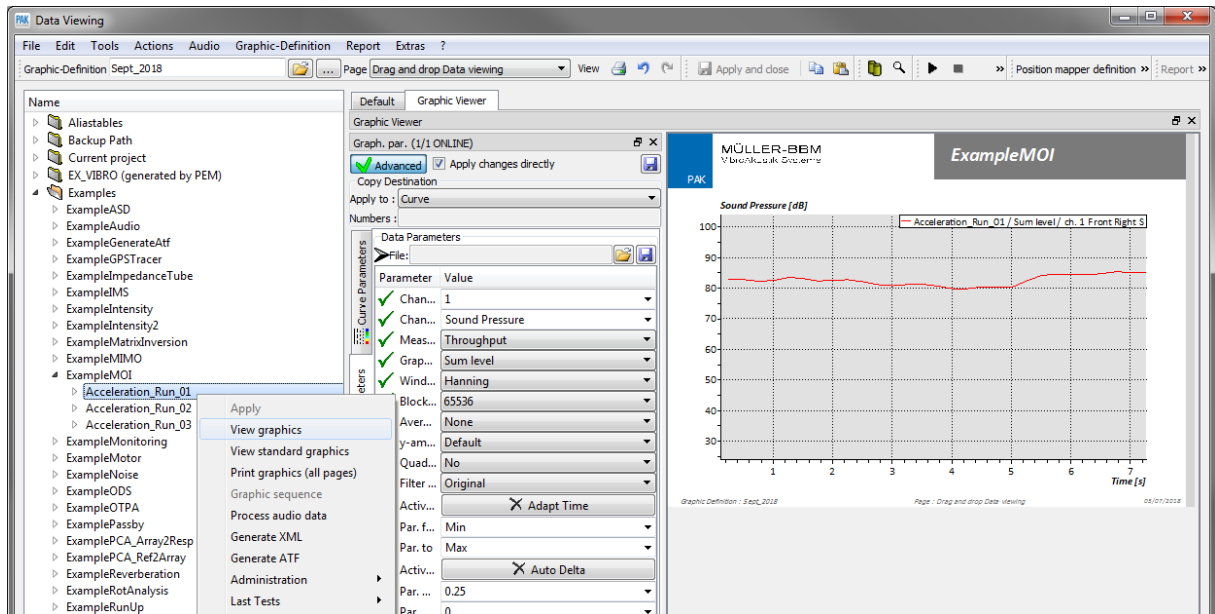 PAK Data Viewing
File Edit Tools Actions Audio Graphic-Definition Report Extras ?
Graphic-Definition Sept_2018 ... Page Drag and drop Data viewing View Apply and close » Position mapper definition » Report »
Name
Aliastables
Backup Path
Current project
EX_VIBRO (generated by PEM)
Examples
ExampleASD
ExampleAudio
ExampleGenerateAtf
ExampleGPSTracer
ExampleImpedanceTube
ExampleIMS
ExampleIntensity
ExampleIntensity2
ExampleMatrixInversion
ExampleMIMO
ExampleMOI
Acceleration_Run_01
Acceleration_Run_02
Acceleration_Run_03
ExampleMonitoring
ExampleMotor
ExampleNoise
ExampleODS
ExampleOTPA
ExamplePassby
ExamplePCA_Array2Resp
ExamplePCA_Ref2Array
ExampleReverberation
ExampleRotAnalysis
ExampleRunUp
Apply
View graphics
View standard graphics
Print graphics (all pages)
Graphic sequence
Process audio data
Generate XML
Generate ATF
Administration
Last Tests
Default Graphic Viewer
Graphic Viewer
Graph. par. (1/1 ONLINE)
Advanced Apply changes directly
Copy Destination
Apply to : Curve
Numbers :
Curve Parameters
Data Parameters
File:
Parameter Value
Chan... 1
Chan... Sound Pressure
Meas... Throughput
Grap... Sum level
Wind... Hanning
Block... 65536
Aver... None
y-am... Default
Quad... No
Filter ... Original
Activ... Adapt Time
Par. f... Min
Par. to Max
Activ... Auto Delta
Par. ... 0.25
Par. 0
PAK
MÜLLER-BBM
ExampleMOI
Sound Pressure [dB]
Acceleration_Run_01 / Sum level / ch. 1 Front Right S
100
90
80
70
60
50
40
30
1 2 3 4 5 6 7
Time [s]
Graphic Definition : Sept_2018 Page : Drag and drop Data viewing 05/07/2018